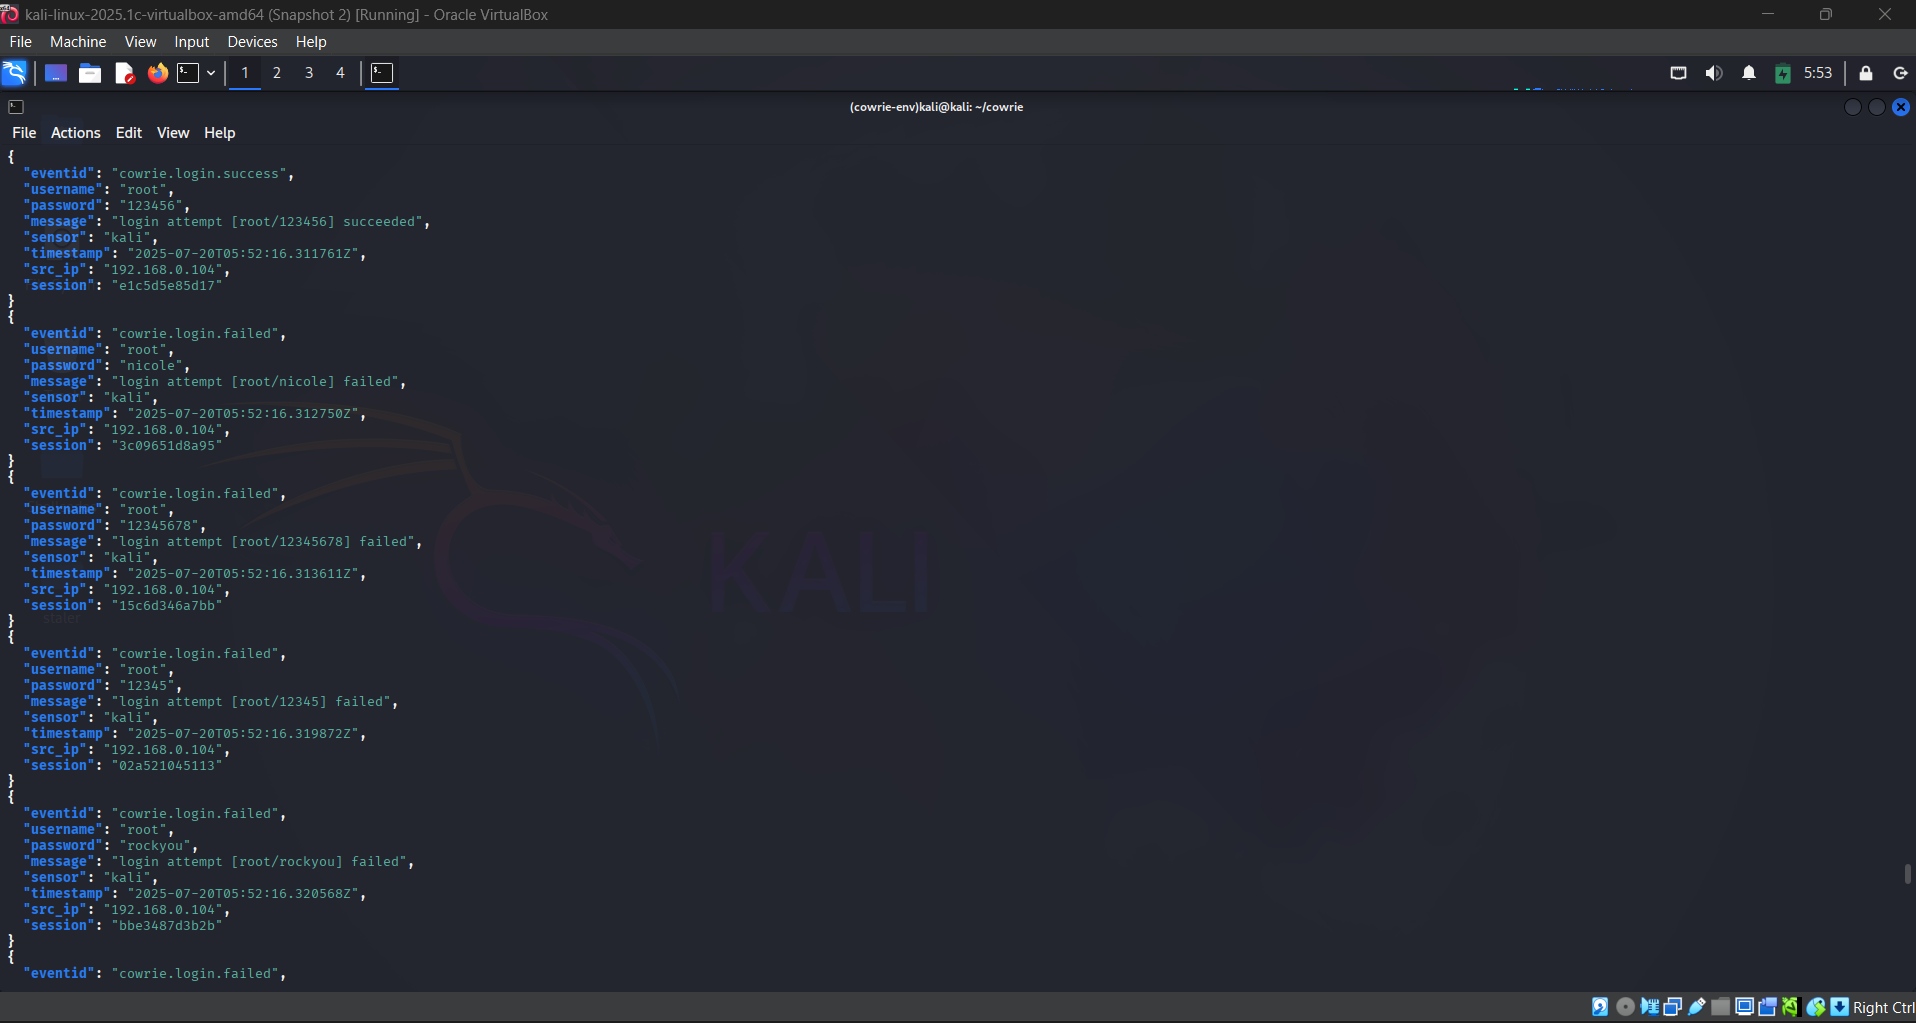 kali-linux-2025.1c-virtualbox-amd64 (Snapshot 2) [Running] - Oracle VirtualBox
File Machine View Input Devices Help
1 2 3 4 5:53
(cowrie-env)kali@kali: ~/cowrie
File Actions Edit View Help
{
"eventid": "cowrie.login.success",
"username": "root",
"password": "123456",
"message": "login attempt [root/123456] succeeded",
"sensor": "kali",
"timestamp": "2025-07-20T05:52:16.311761Z",
"src_ip": "192.168.0.104",
"session": "e1c5d5e85d17"
}
{
"eventid": "cowrie.login.failed",
"username": "root",
"password": "nicole",
"message": "login attempt [root/nicole] failed",
"sensor": "kali",
"timestamp": "2025-07-20T05:52:16.312750Z",
"src_ip": "192.168.0.104",
"session": "3c09651d8a95"
}
{
"eventid": "cowrie.login.failed",
"username": "root",
"password": "12345678",
"message": "login attempt [root/12345678] failed",
"sensor": "kali",
"timestamp": "2025-07-20T05:52:16.313611Z",
"src_ip": "192.168.0.104",
"session": "15c6d346a7bb"
}
{
"eventid": "cowrie.login.failed",
"username": "root",
"password": "12345",
"message": "login attempt [root/12345] failed",
"sensor": "kali",
"timestamp": "2025-07-20T05:52:16.319872Z",
"src_ip": "192.168.0.104",
"session": "02a521045113"
}
{
"eventid": "cowrie.login.failed",
"username": "root",
"password": "rockyou",
"message": "login attempt [root/rockyou] failed",
"sensor": "kali",
"timestamp": "2025-07-20T05:52:16.320568Z",
"src_ip": "192.168.0.104",
"session": "bbe3487d3b2b"
}
{
"eventid": "cowrie.login.failed",
KALI
Right Ctrl